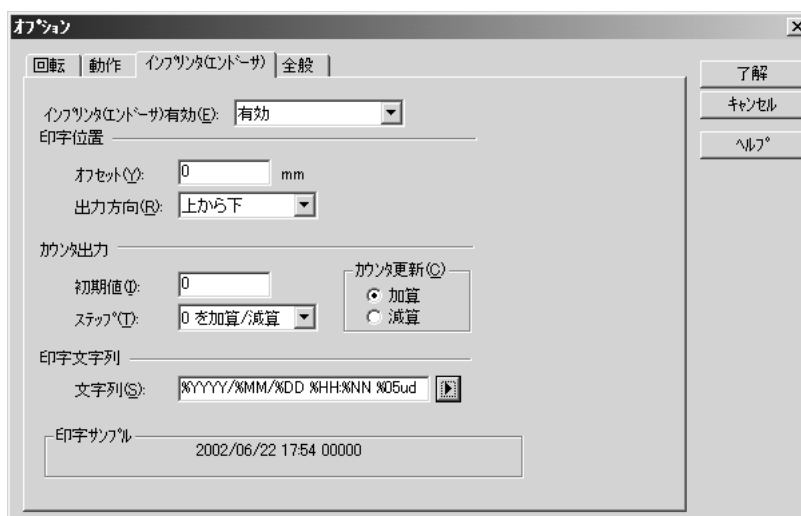 ｵﾌﾟｼｮﾝ
回転 動作 ｲﾝﾌﾟﾘﾝﾀ(ｴﾝﾄﾞｰｻ) 全般
了解
ｷｬﾝｾﾙ
ﾍﾙﾌﾟ
ｲﾝﾌﾟﾘﾝﾀ(ｴﾝﾄﾞｰｻ)有効(E): 有効
印字位置
ｵﾌｾｯﾄ(Y): 0 mm
出力方向(R): 上から下
ｶｳﾝﾀ出力
初期値(I): 0
ｽﾃｯﾌﾟ(T): 0 を加算/減算
ｶｳﾝﾀ更新(C)
加算
減算
印字文字列
文字列(S): %YYYY/%MM/%DD %HH:%NN %05ud
印字ｻﾝﾌﾟﾙ
2002/06/22 17:54 00000